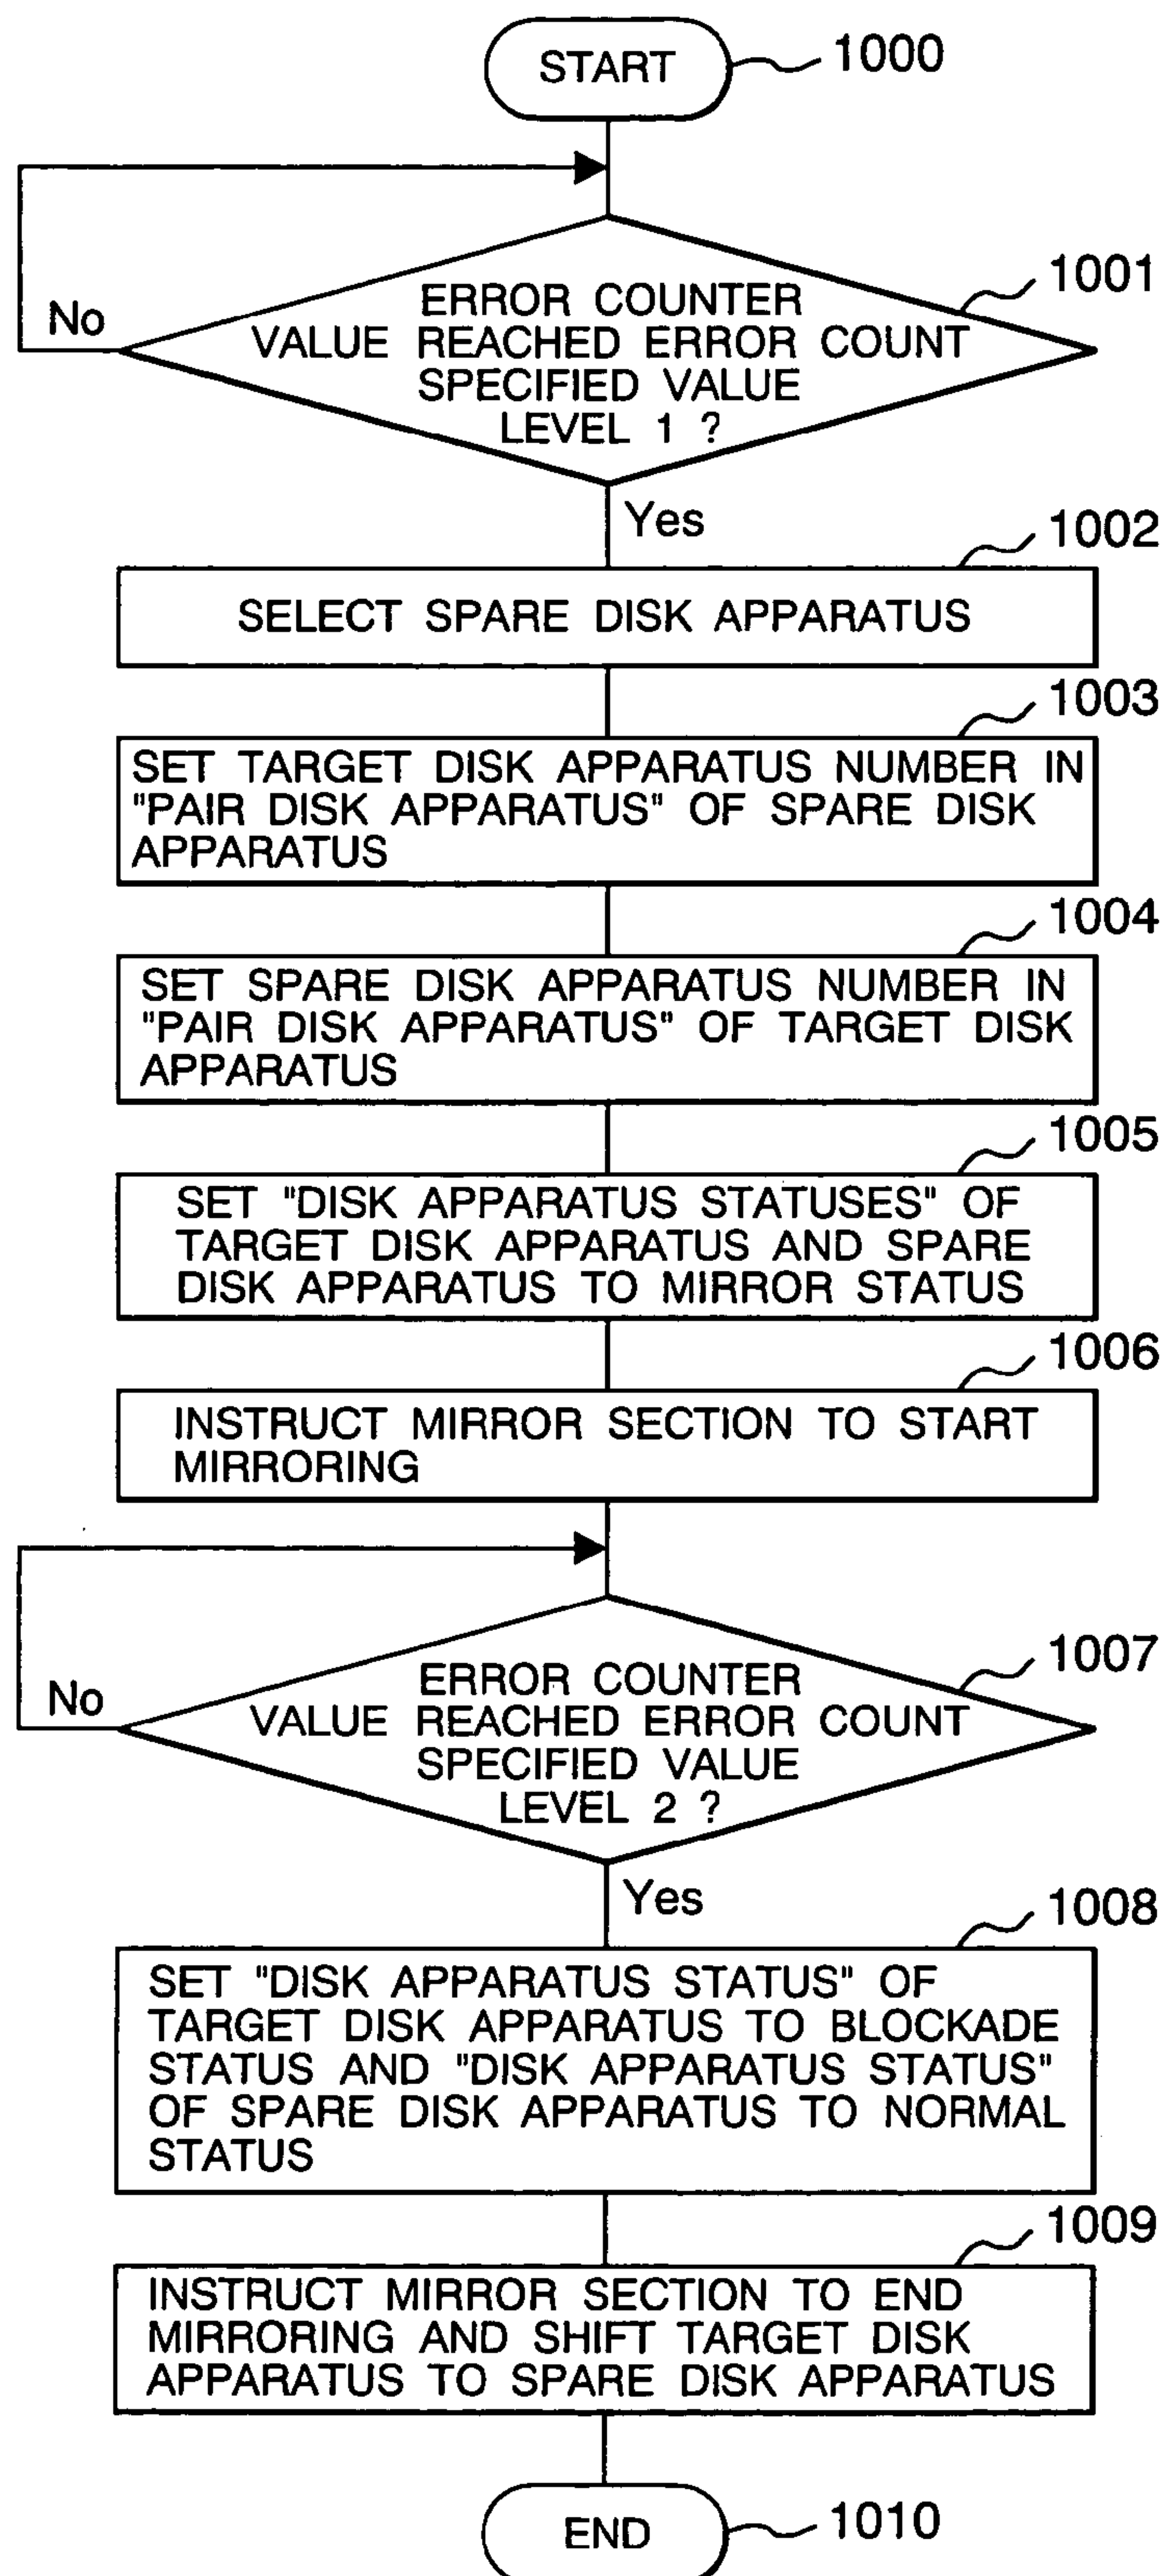 START
1000
1001
ERROR COUNTER
VALUE REACHED ERROR COUNT
SPECIFIED VALUE
LEVEL 1 ?
No
Yes
1002
SELECT SPARE DISK APPARATUS
1003
SET TARGET DISK APPARATUS NUMBER IN
"PAIR DISK APPARATUS" OF SPARE DISK
APPARATUS
1004
SET SPARE DISK APPARATUS NUMBER IN
"PAIR DISK APPARATUS" OF TARGET DISK
APPARATUS
1005
SET "DISK APPARATUS STATUSES" OF
TARGET DISK APPARATUS AND SPARE
DISK APPARATUS TO MIRROR STATUS
1006
INSTRUCT MIRROR SECTION TO START
MIRRORING
1007
ERROR COUNTER
VALUE REACHED ERROR COUNT
SPECIFIED VALUE
LEVEL 2 ?
No
Yes
1008
SET "DISK APPARATUS STATUS" OF
TARGET DISK APPARATUS TO BLOCKADE
STATUS AND "DISK APPARATUS STATUS"
OF SPARE DISK APPARATUS TO NORMAL
STATUS
1009
INSTRUCT MIRROR SECTION TO END
MIRRORING AND SHIFT TARGET DISK
APPARATUS TO SPARE DISK APPARATUS
END
1010